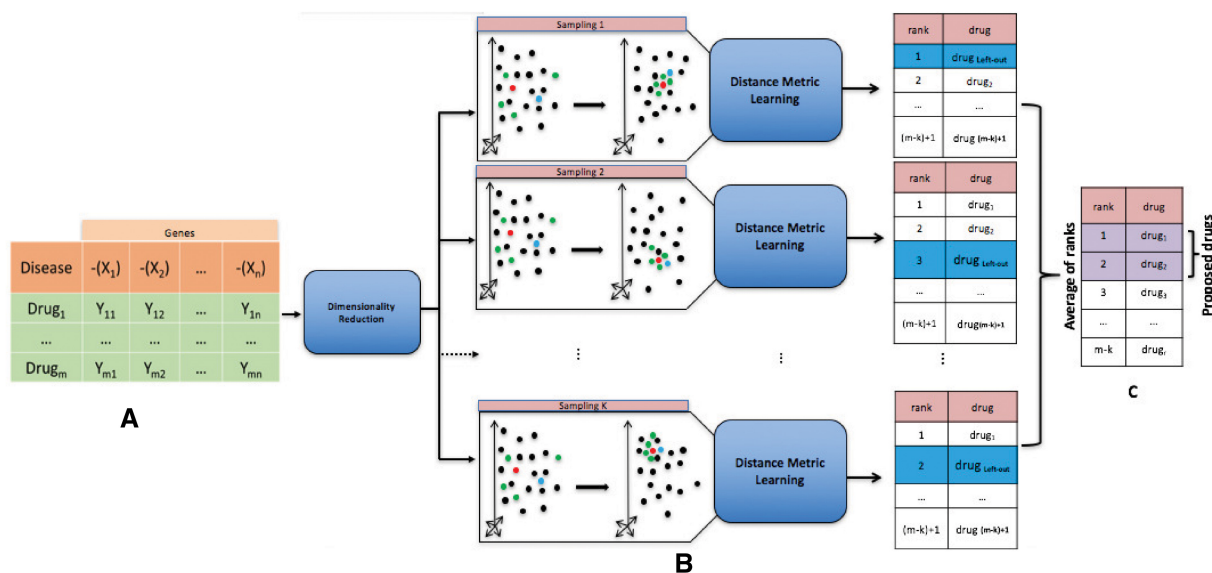 Genes
Disease -(X1) -(X2) ... -(Xn)
Drug1 Y11 Y12 ... Y1n
... ... ... ... ...
Drugm Ym1 Ym2 ... Ymn
A
Dimensionality
Reduction
Sampling 1
Distance Metric
Learning
rank drug
1 drug Left-out
2 drug2
... ...
(m-k)+1 drug (m-k)+1
Sampling 2
Distance Metric
Learning
rank drug
1 drug1
2 drug2
3 drug Left-out
... ...
(m-k)+1 drug(m-k)+1
⋮ ⋮ ⋮
Sampling K
Distance Metric
Learning
rank drug
1 drug1
2 drug Left-out
... ...
(m-k)+1 drug (m-k)+1
B
Average of ranks
rank drug
1 drug1
2 drug2
3 drug3
... ...
m-k drugr
Proposed drugs
C